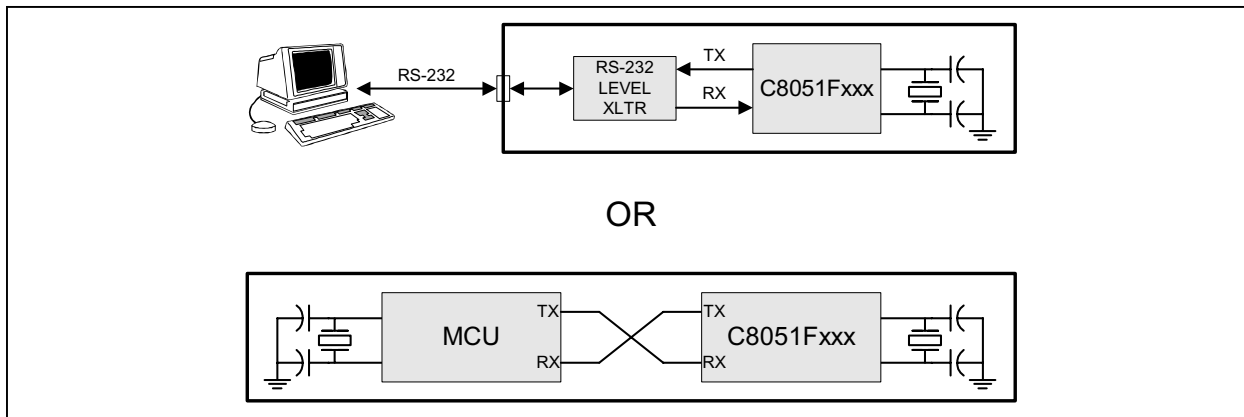 RS-232
RS-232
LEVEL
XLTR
TX
RX
C8051Fxxx
OR
MCU
TX
RX
TX
RX
C8051Fxxx